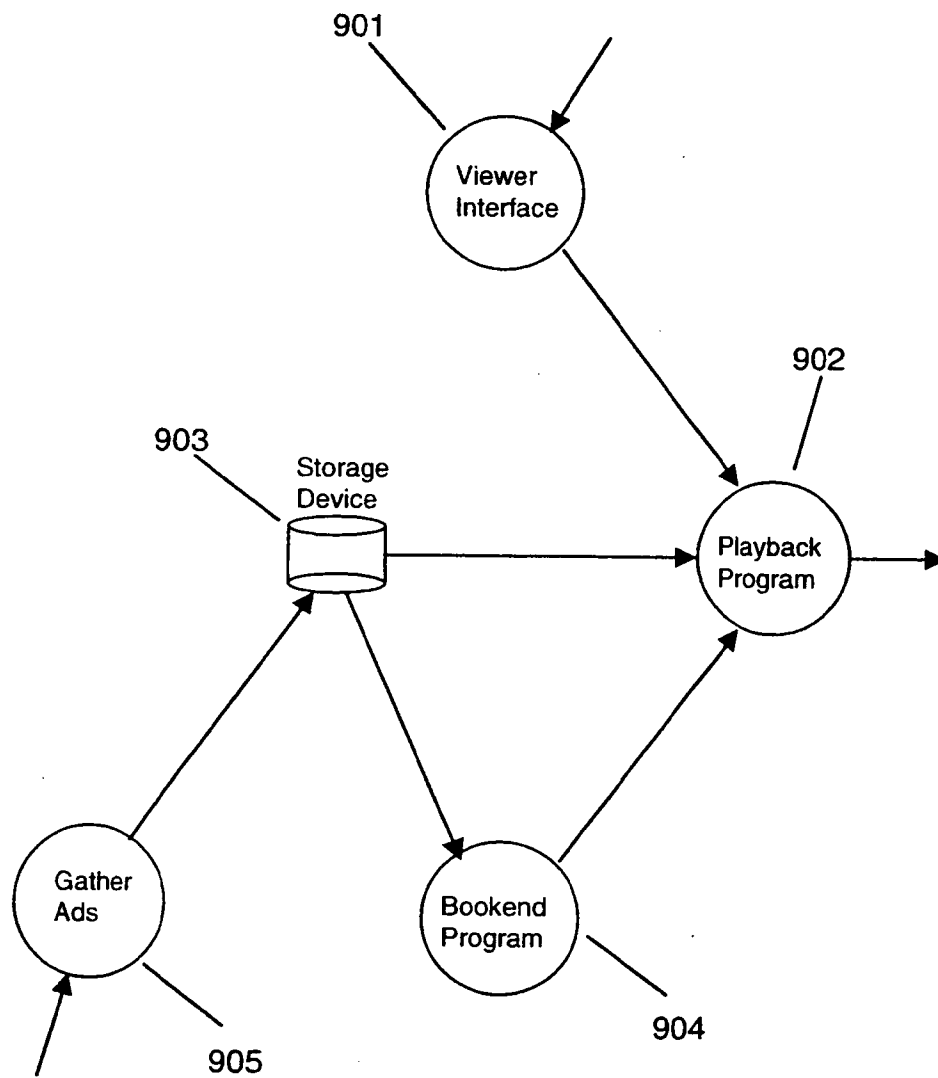 901
Viewer
Interface
902
903
Storage
Device
Playback
Program
Gather
Ads
Bookend
Program
904
905